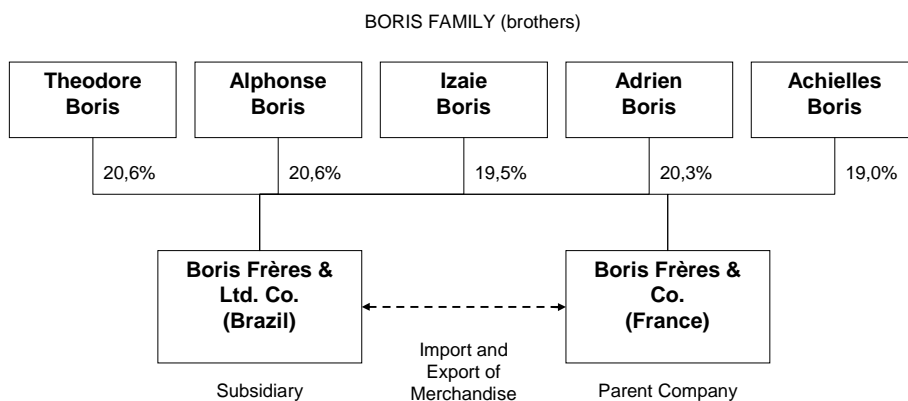 BORIS FAMILY (brothers)
Theodore
Boris
Alphonse
Boris
Izaie
Boris
Adrien
Boris
Achielles
Boris
20,6%
20,6%
19,5%
20,3%
19,0%
Boris Frères &
Ltd. Co.
(Brazil)
Boris Frères &
Co.
(France)
Import and
Export of
Merchandise
Subsidiary
Parent Company